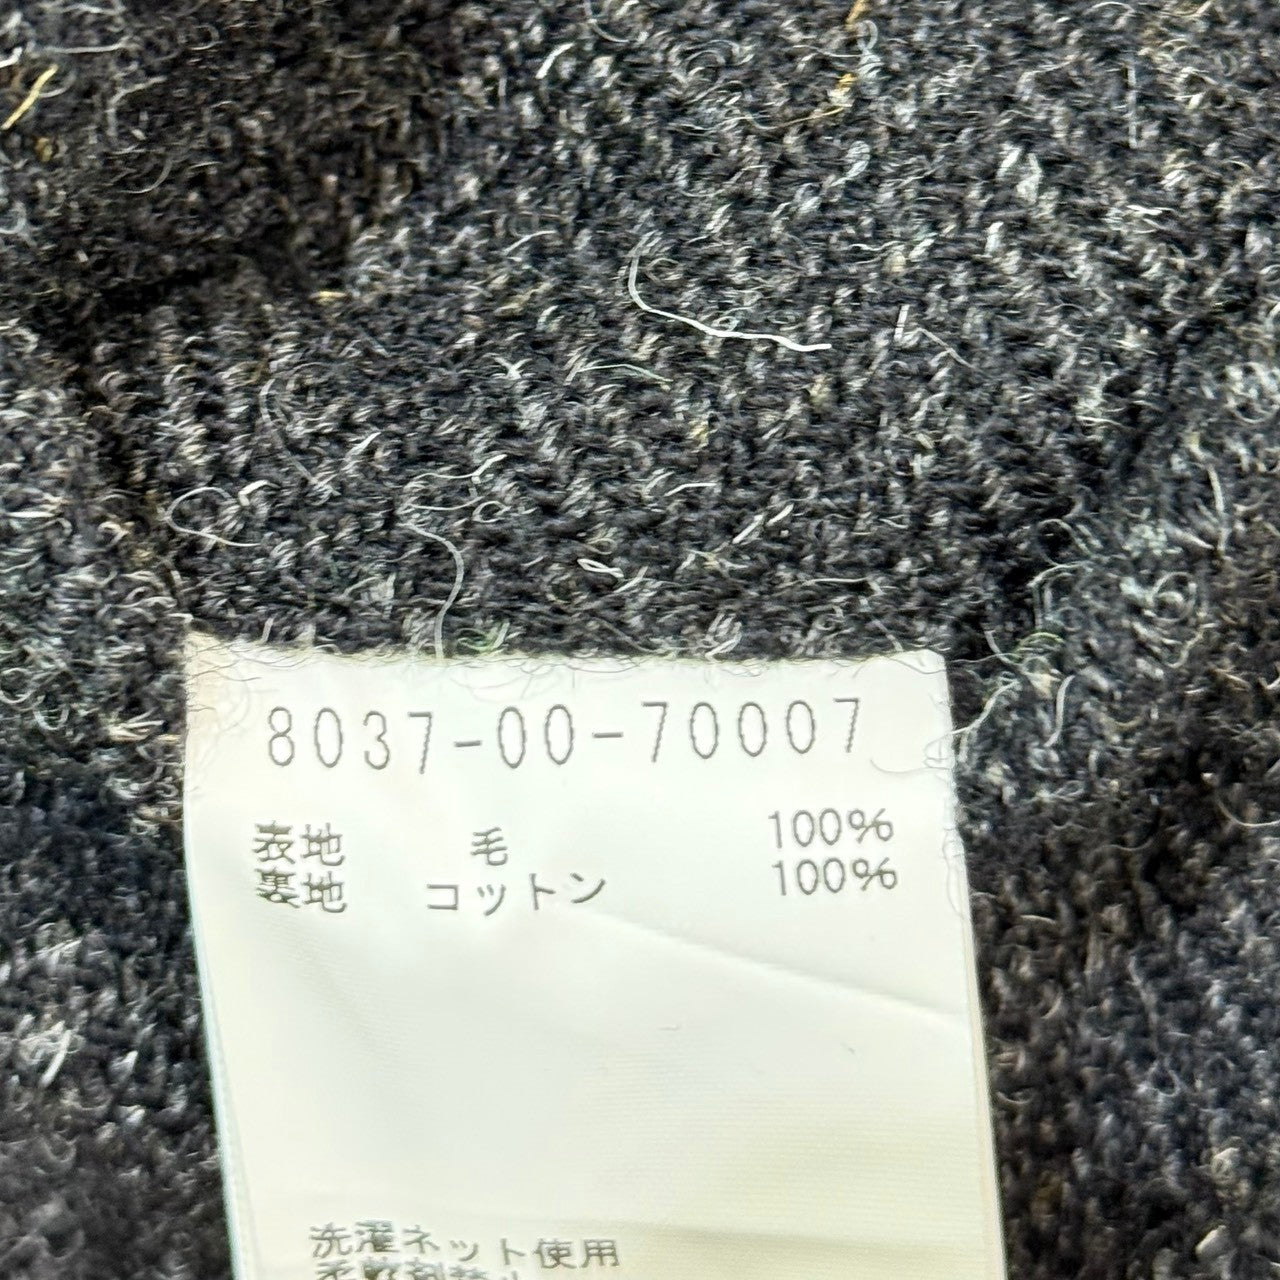 8037-00-70007
表地 毛 100%
裏地 コットン 100%
洗濯ネット使用